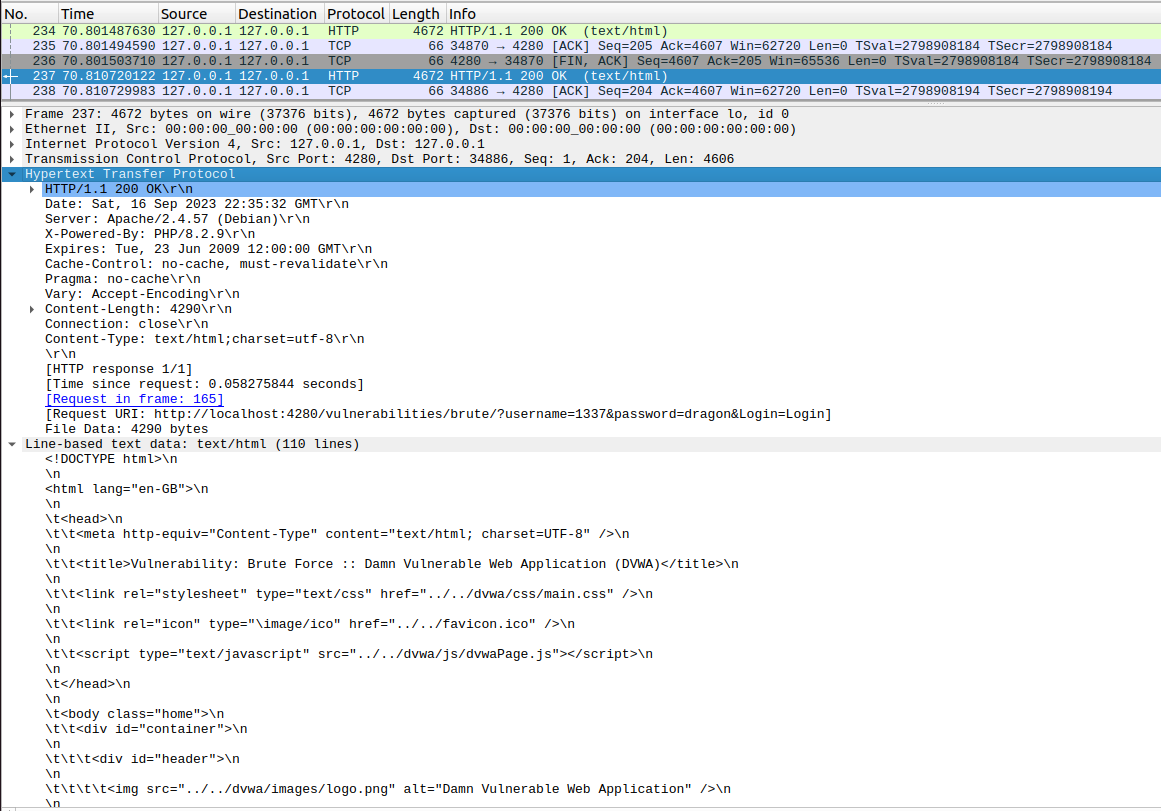 No. Time Source Destination Protocol Length Info
234 70.801487630 127.0.0.1 127.0.0.1 HTTP 4672 HTTP/1.1 200 OK  (text/html)
235 70.801494590 127.0.0.1 127.0.0.1 TCP 66 34870 → 4280 [ACK] Seq=205 Ack=4607 Win=62720 Len=0 TSval=2798908184 TSecr=2798908184
236 70.801503710 127.0.0.1 127.0.0.1 TCP 66 4280 → 34870 [FIN, ACK] Seq=4607 Ack=205 Win=65536 Len=0 TSval=2798908184 TSecr=2798908184
237 70.810720122 127.0.0.1 127.0.0.1 HTTP 4672 HTTP/1.1 200 OK  (text/html)
238 70.810729983 127.0.0.1 127.0.0.1 TCP 66 34886 → 4280 [ACK] Seq=204 Ack=4607 Win=62720 Len=0 TSval=2798908194 TSecr=2798908194
Frame 237: 4672 bytes on wire (37376 bits), 4672 bytes captured (37376 bits) on interface lo, id 0
Ethernet II, Src: 00:00:00_00:00:00 (00:00:00:00:00:00), Dst: 00:00:00_00:00:00 (00:00:00:00:00:00)
Internet Protocol Version 4, Src: 127.0.0.1, Dst: 127.0.0.1
Transmission Control Protocol, Src Port: 4280, Dst Port: 34886, Seq: 1, Ack: 204, Len: 4606
Hypertext Transfer Protocol
HTTP/1.1 200 OK\r\n
Date: Sat, 16 Sep 2023 22:35:32 GMT\r\n
Server: Apache/2.4.57 (Debian)\r\n
X-Powered-By: PHP/8.2.9\r\n
Expires: Tue, 23 Jun 2009 12:00:00 GMT\r\n
Cache-Control: no-cache, must-revalidate\r\n
Pragma: no-cache\r\n
Vary: Accept-Encoding\r\n
Content-Length: 4290\r\n
Connection: close\r\n
Content-Type: text/html;charset=utf-8\r\n
\r\n
[HTTP response 1/1]
[Time since request: 0.058275844 seconds]
[Request in frame: 165]
[Request URI: http://localhost:4280/vulnerabilities/brute/?username=1337&password=dragon&Login=Login]
File Data: 4290 bytes
Line-based text data: text/html (110 lines)
<!DOCTYPE html>\n
\n
<html lang="en-GB">\n
\n
\t<head>\n
\t\t<meta http-equiv="Content-Type" content="text/html; charset=UTF-8" />\n
\n
\t\t<title>Vulnerability: Brute Force :: Damn Vulnerable Web Application (DVWA)</title>\n
\n
\t\t<link rel="stylesheet" type="text/css" href="../../dvwa/css/main.css" />\n
\n
\t\t<link rel="icon" type="\image/ico" href="../../favicon.ico" />\n
\n
\t\t<script type="text/javascript" src="../../dvwa/js/dvwaPage.js"></script>\n
\n
\t</head>\n
\n
\t<body class="home">\n
\t\t<div id="container">\n
\n
\t\t\t<div id="header">\n
\n
\t\t\t\t<img src="../../dvwa/images/logo.png" alt="Damn Vulnerable Web Application" />\n
\n